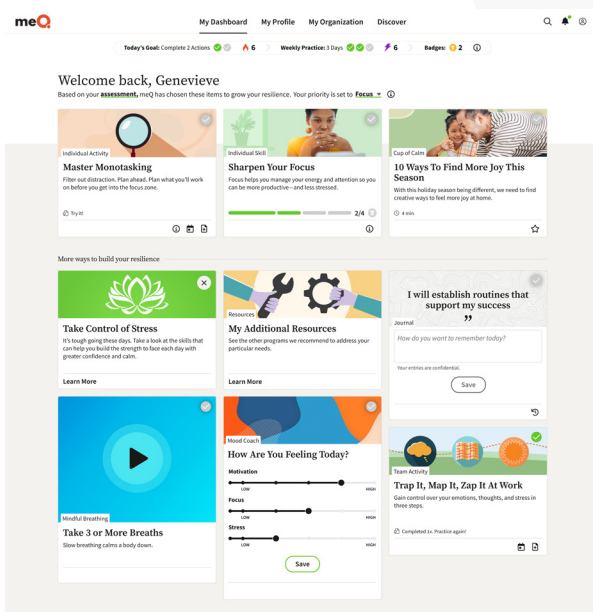 meQ
My Dashboard My Profile My Organization Discover
Today's Goal: Complete 2 Actions 6 Weekly Practice: 3 Days 6 Badges: 2
Welcome back, Genevieve
Based on your assessment, meQ has chosen these items to grow your resilience. Your priority is set to Focus
Individual Activity
Master Monotasking
Filter out distraction. Plan ahead. Plan what you'll work
on before you get into the focus zone.
Try it!
Individual Skill
Sharpen Your Focus
Focus helps you manage your energy and attention so you
can be more productive—and less stressed.
2/4
Cup of Calm
10 Ways To Find More Joy This
Season
With this holiday season being different, we need to find
creative ways to feel more joy at home.
4 min
More ways to build your resilience
Take Control of Stress
It's tough going these days. Take a look at the skills that
can help you build the strength to face each day with
greater confidence and calm.
Learn More
Resources
My Additional Resources
See the other programs we recommend to address your
particular needs.
Learn More
I will establish routines that
support my success
”
Journal
How do you want to remember today?
Your entries are confidential.
Save
Mindful Breathing
Take 3 or More Breaths
Slow breathing calms a body down.
Mood Coach
How Are You Feeling Today?
Motivation
LOW HIGH
Focus
LOW HIGH
Stress
LOW HIGH
Save
Team Activity
Trap It, Map It, Zap It At Work
Gain control over your emotions, thoughts, and stress in
three steps.
Completed 1x. Practice again!